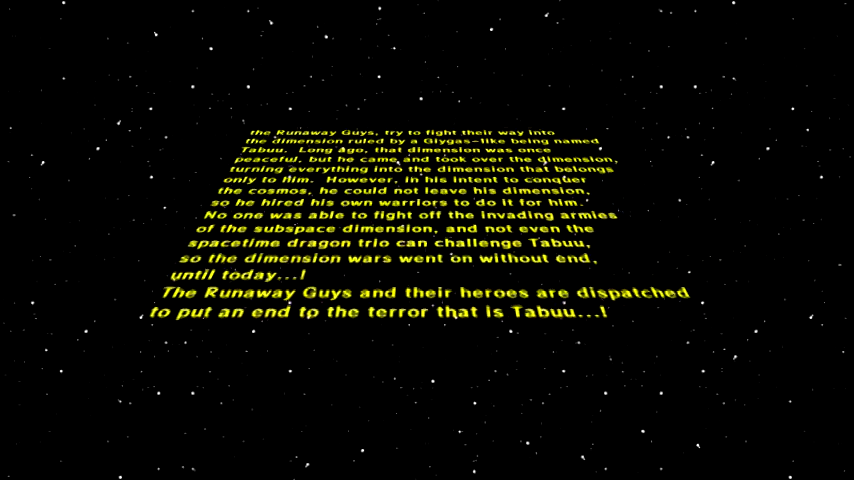 the Runaway Guys, try to fight their way into
the dimension ruled by a Giygas-like being named
Tabuu.  Long Ago, that dimension was once
peaceful, but he came and took over the dimension,
turning everything into the dimension that belongs
only to him.  However, in his intent to conquer
the cosmos, he could not leave his dimension,
so he hired his own warriors to do it for him.
No one was able to fight off the invading armies
of the subspace dimension, and not even the
spacetime dragon trio can challenge Tabuu,
so the dimension wars went on without end,
until today...!
The Runaway Guys and their heroes are dispatched
to put an end to the terror that is Tabuu...!